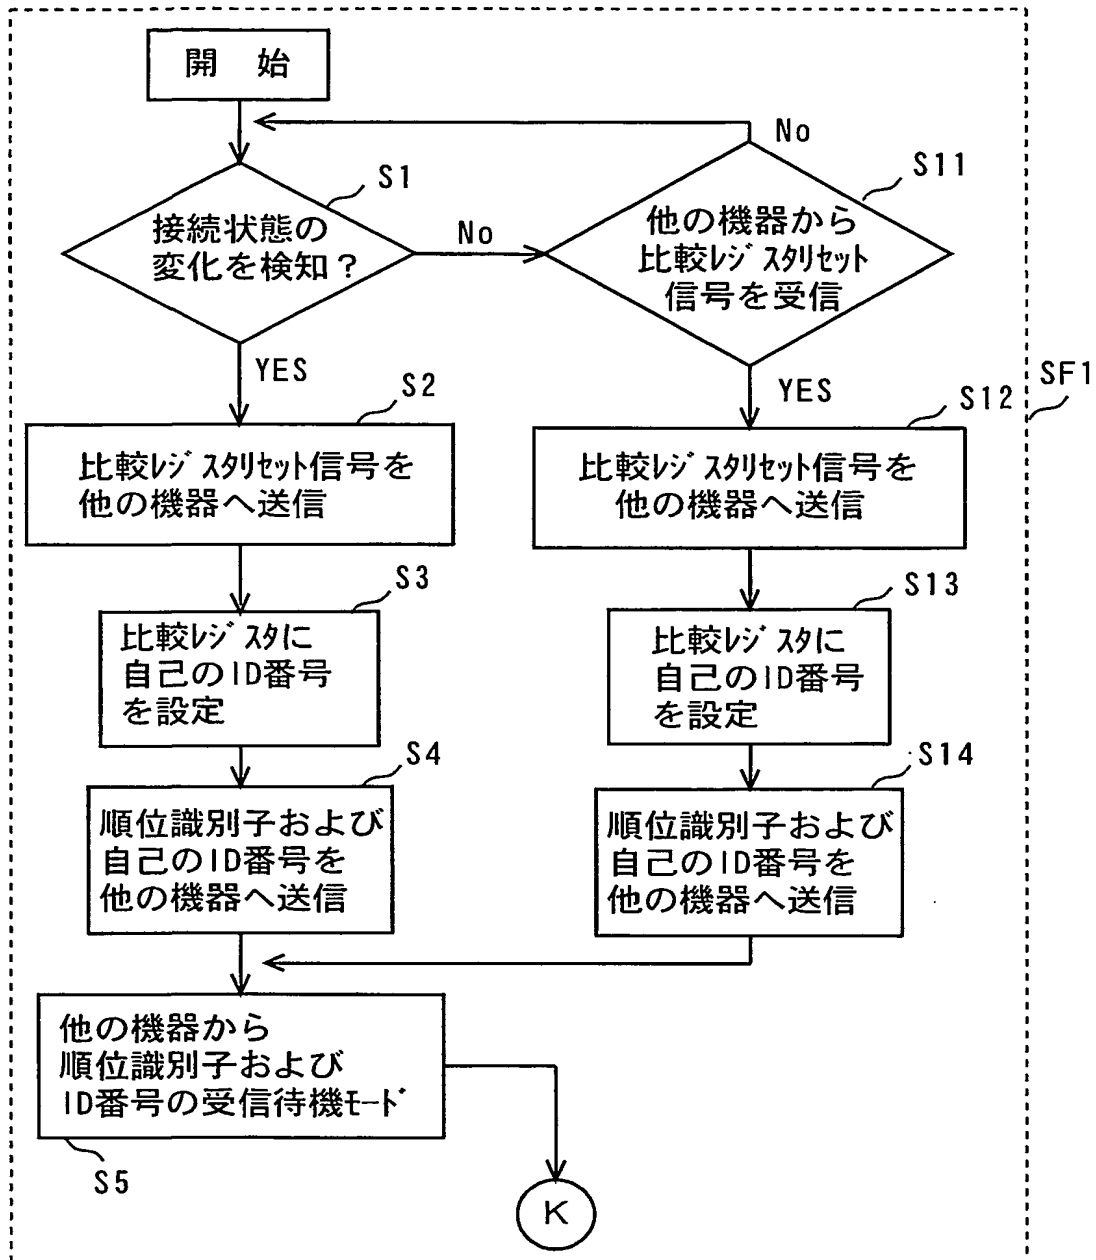 開 始
No
S1
S11
接続状態の
変化を検知?
No
他の機器から
比較ﾚｼﾞｽﾀﾘｾｯﾄ
信号を受信
YES
YES
SF1
S2
S12
比較ﾚｼﾞｽﾀﾘｾｯﾄ信号を
他の機器へ送信
比較ﾚｼﾞｽﾀﾘｾｯﾄ信号を
他の機器へ送信
S3
S13
比較ﾚｼﾞｽﾀに
自己のID番号
を設定
比較ﾚｼﾞｽﾀに
自己のID番号
を設定
S4
S14
順位識別子および
自己のID番号を
他の機器へ送信
順位識別子および
自己のID番号を
他の機器へ送信
他の機器から
順位識別子および
ID番号の受信待機ﾓｰﾄﾞ
S5
K